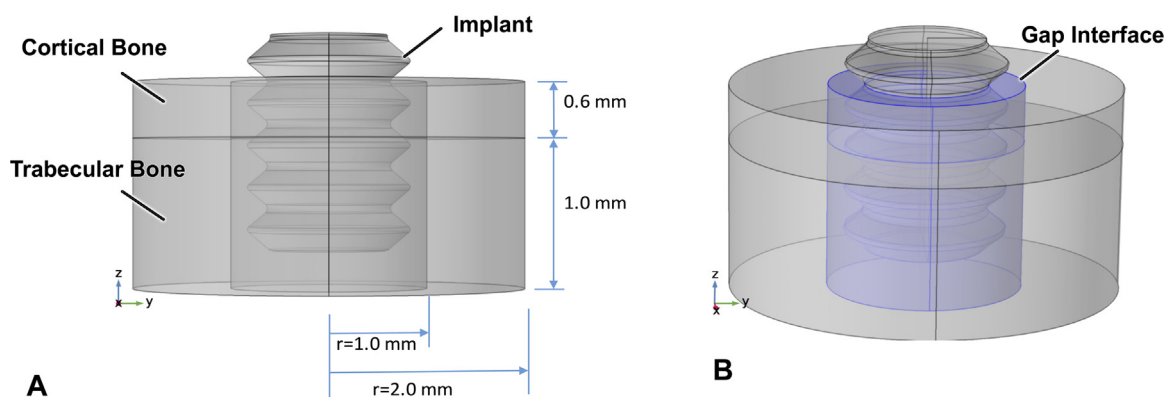 Implant
Cortical Bone
0.6 mm
Trabecular Bone
1.0 mm
z
x
y
r=1.0 mm
r=2.0 mm
A
Gap Interface
z
x
y
B